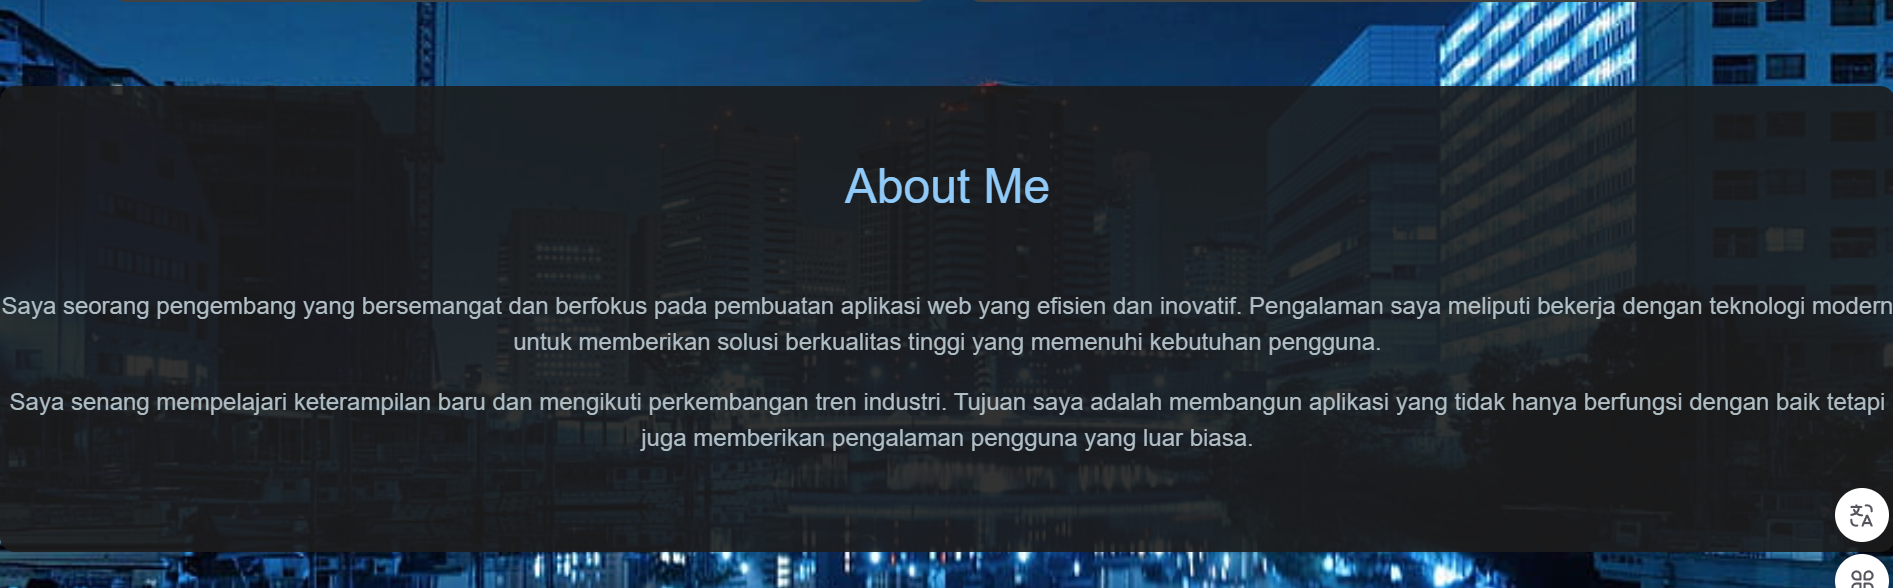 About Me
Saya seorang pengembang yang bersemangat dan berfokus pada pembuatan aplikasi web yang efisien dan inovatif. Pengalaman saya meliputi bekerja dengan teknologi modern
untuk memberikan solusi berkualitas tinggi yang memenuhi kebutuhan pengguna.
Saya senang mempelajari keterampilan baru dan mengikuti perkembangan tren industri. Tujuan saya adalah membangun aplikasi yang tidak hanya berfungsi dengan baik tetapi
juga memberikan pengalaman pengguna yang luar biasa.